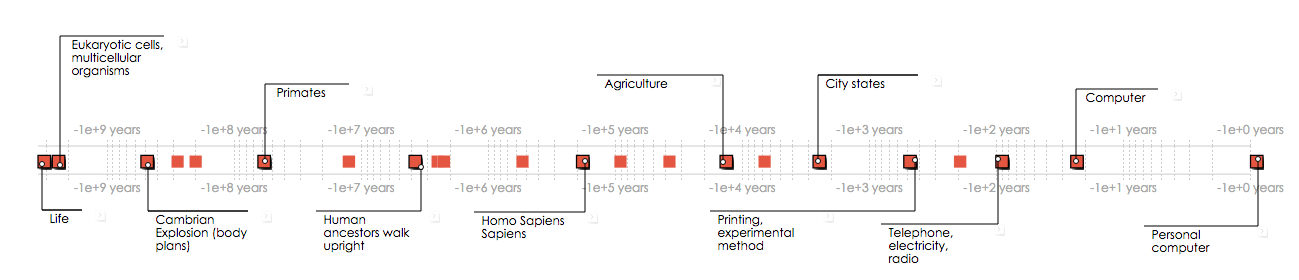 Eukaryotic cells,
multicellular
organisms
Primates
Agriculture
City states
Computer
-1e+9 years -1e+8 years -1e+7 years -1e+6 years -1e+5 years -1e+4 years -1e+3 years -1e+2 years -1e+1 years -1e+0 years
-1e+9 years -1e+8 years -1e+7 years -1e+6 years -1e+5 years -1e+4 years -1e+3 years -1e+2 years -1e+1 years -1e+0 years
Life
Cambrian
Explosion (body
plans)
Human
ancestors walk
upright
Homo Sapiens
Sapiens
Printing,
experimental
method
Telephone,
electricity,
radio
Personal
computer